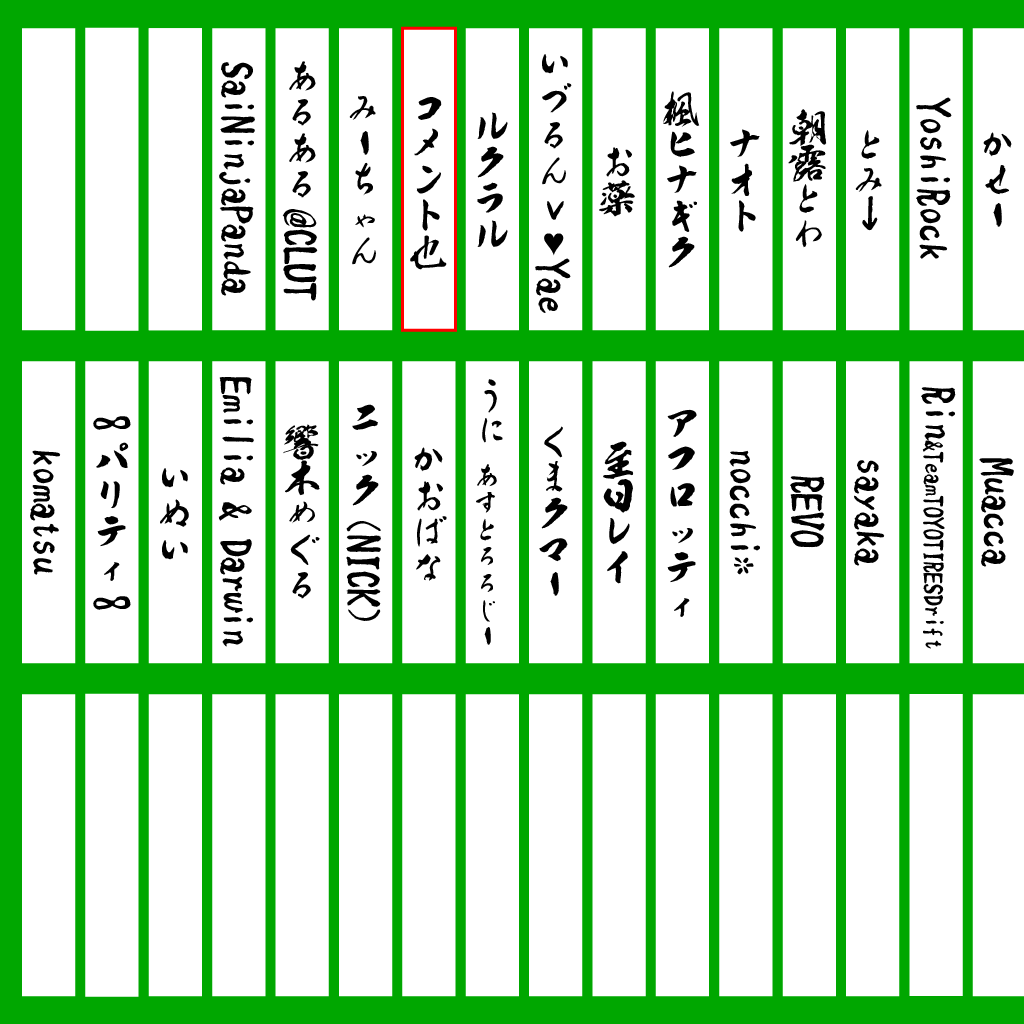 かせー
YoshiRock
とみー
朝露とわ
ナオト
楓ヒナギク
お薬
いづるんv♥Yae
ルクラル
コメント也
みーちゃん
あるある@CLUT
SaiNinjaPanda
Muacca
Rin&TeamTOYOTIRESDrift
sayaka
REVO
nocchi✲
レイ
アフロッティ
くまクマー
うに あすとろろじー
かおばな
ニック(NICK)
響木めぐる
Emilia & Darwin
いぬい
∞パリティ∞
komatsu